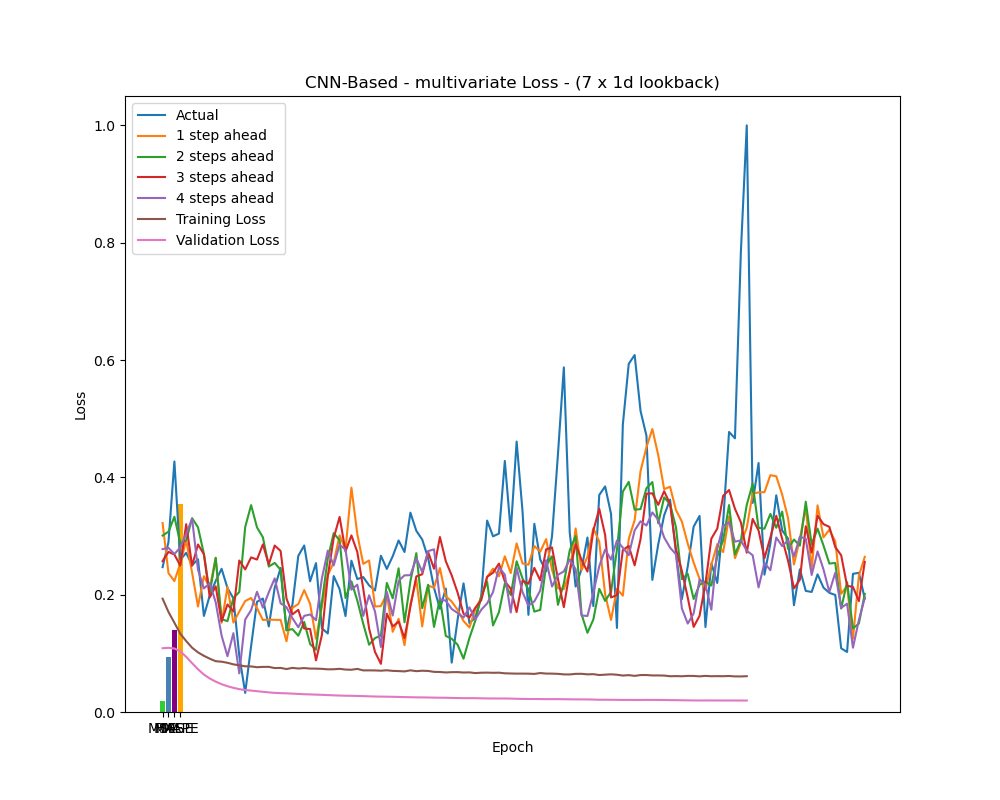 CNN-Based - multivariate Loss - (7 x 1d lookback)
Actual
1 step ahead
2 steps ahead
3 steps ahead
4 steps ahead
Training Loss
Validation Loss
1.0
0.8
0.6
0.4
0.2
0.0
Loss
Epoch